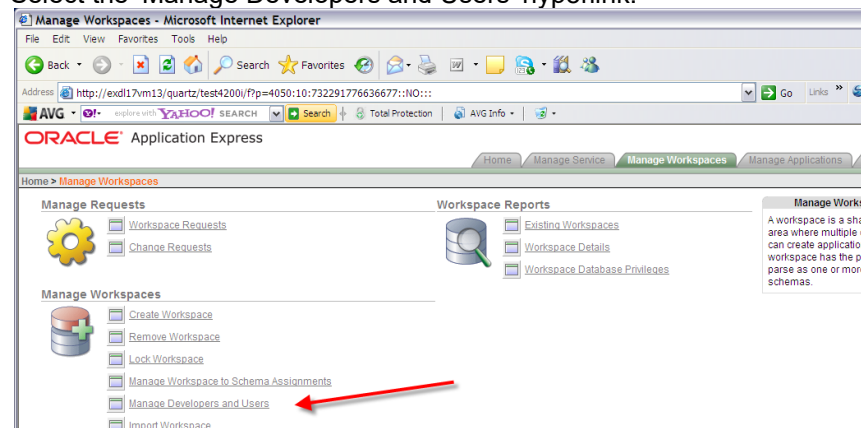 Select the 'Manage Developers and Users' hyperlink.
Manage Workspaces - Microsoft Internet Explorer
File Edit View Favorites Tools Help
Back Search Favorites
Address http://exdl17vm13/quartz/test4200i/f?p=4050:10:732291776636677::NO::: Go Links »
AVG explore with YAHOO! SEARCH Search Total Protection AVG Info
ORACLE Application Express
Home Manage Service Manage Workspaces Manage Applications
Home > Manage Workspaces
Manage Requests
Workspace Requests
Change Requests
Workspace Reports
Existing Workspaces
Workspace Details
Workspace Database Privileges
Manage Works
A workspace is a sha
area where multiple
can create applicatio
workspace has the p
parse as one or more
schemas.
Manage Workspaces
Create Workspace
Remove Workspace
Lock Workspace
Manage Workspace to Schema Assignments
Manage Developers and Users
Import Workspace